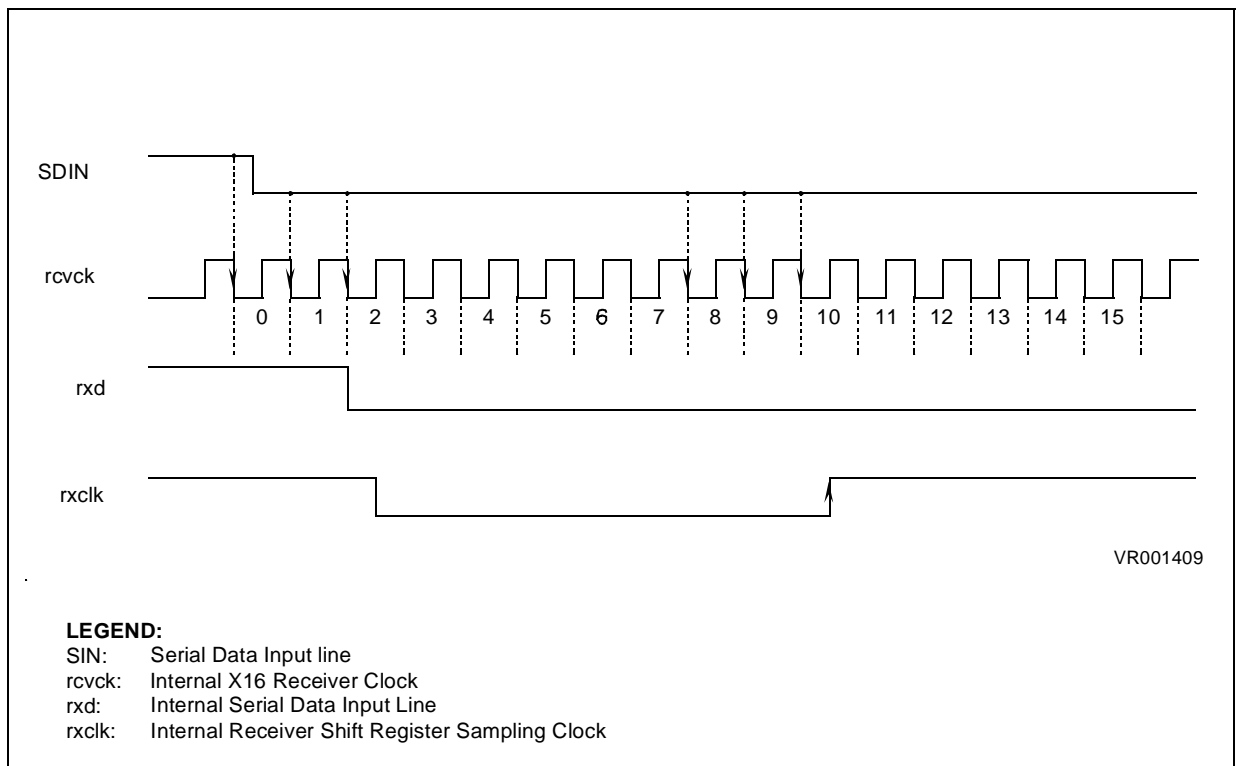 SDIN
rcvck
0 1 2 3 4 5 6 7 8 9 10 11 12 13 14 15
rxd
rxclk
VR001409
LEGEND:
SIN: Serial Data Input line
rcvck: Internal X16 Receiver Clock
rxd: Internal Serial Data Input Line
rxclk: Internal Receiver Shift Register Sampling Clock